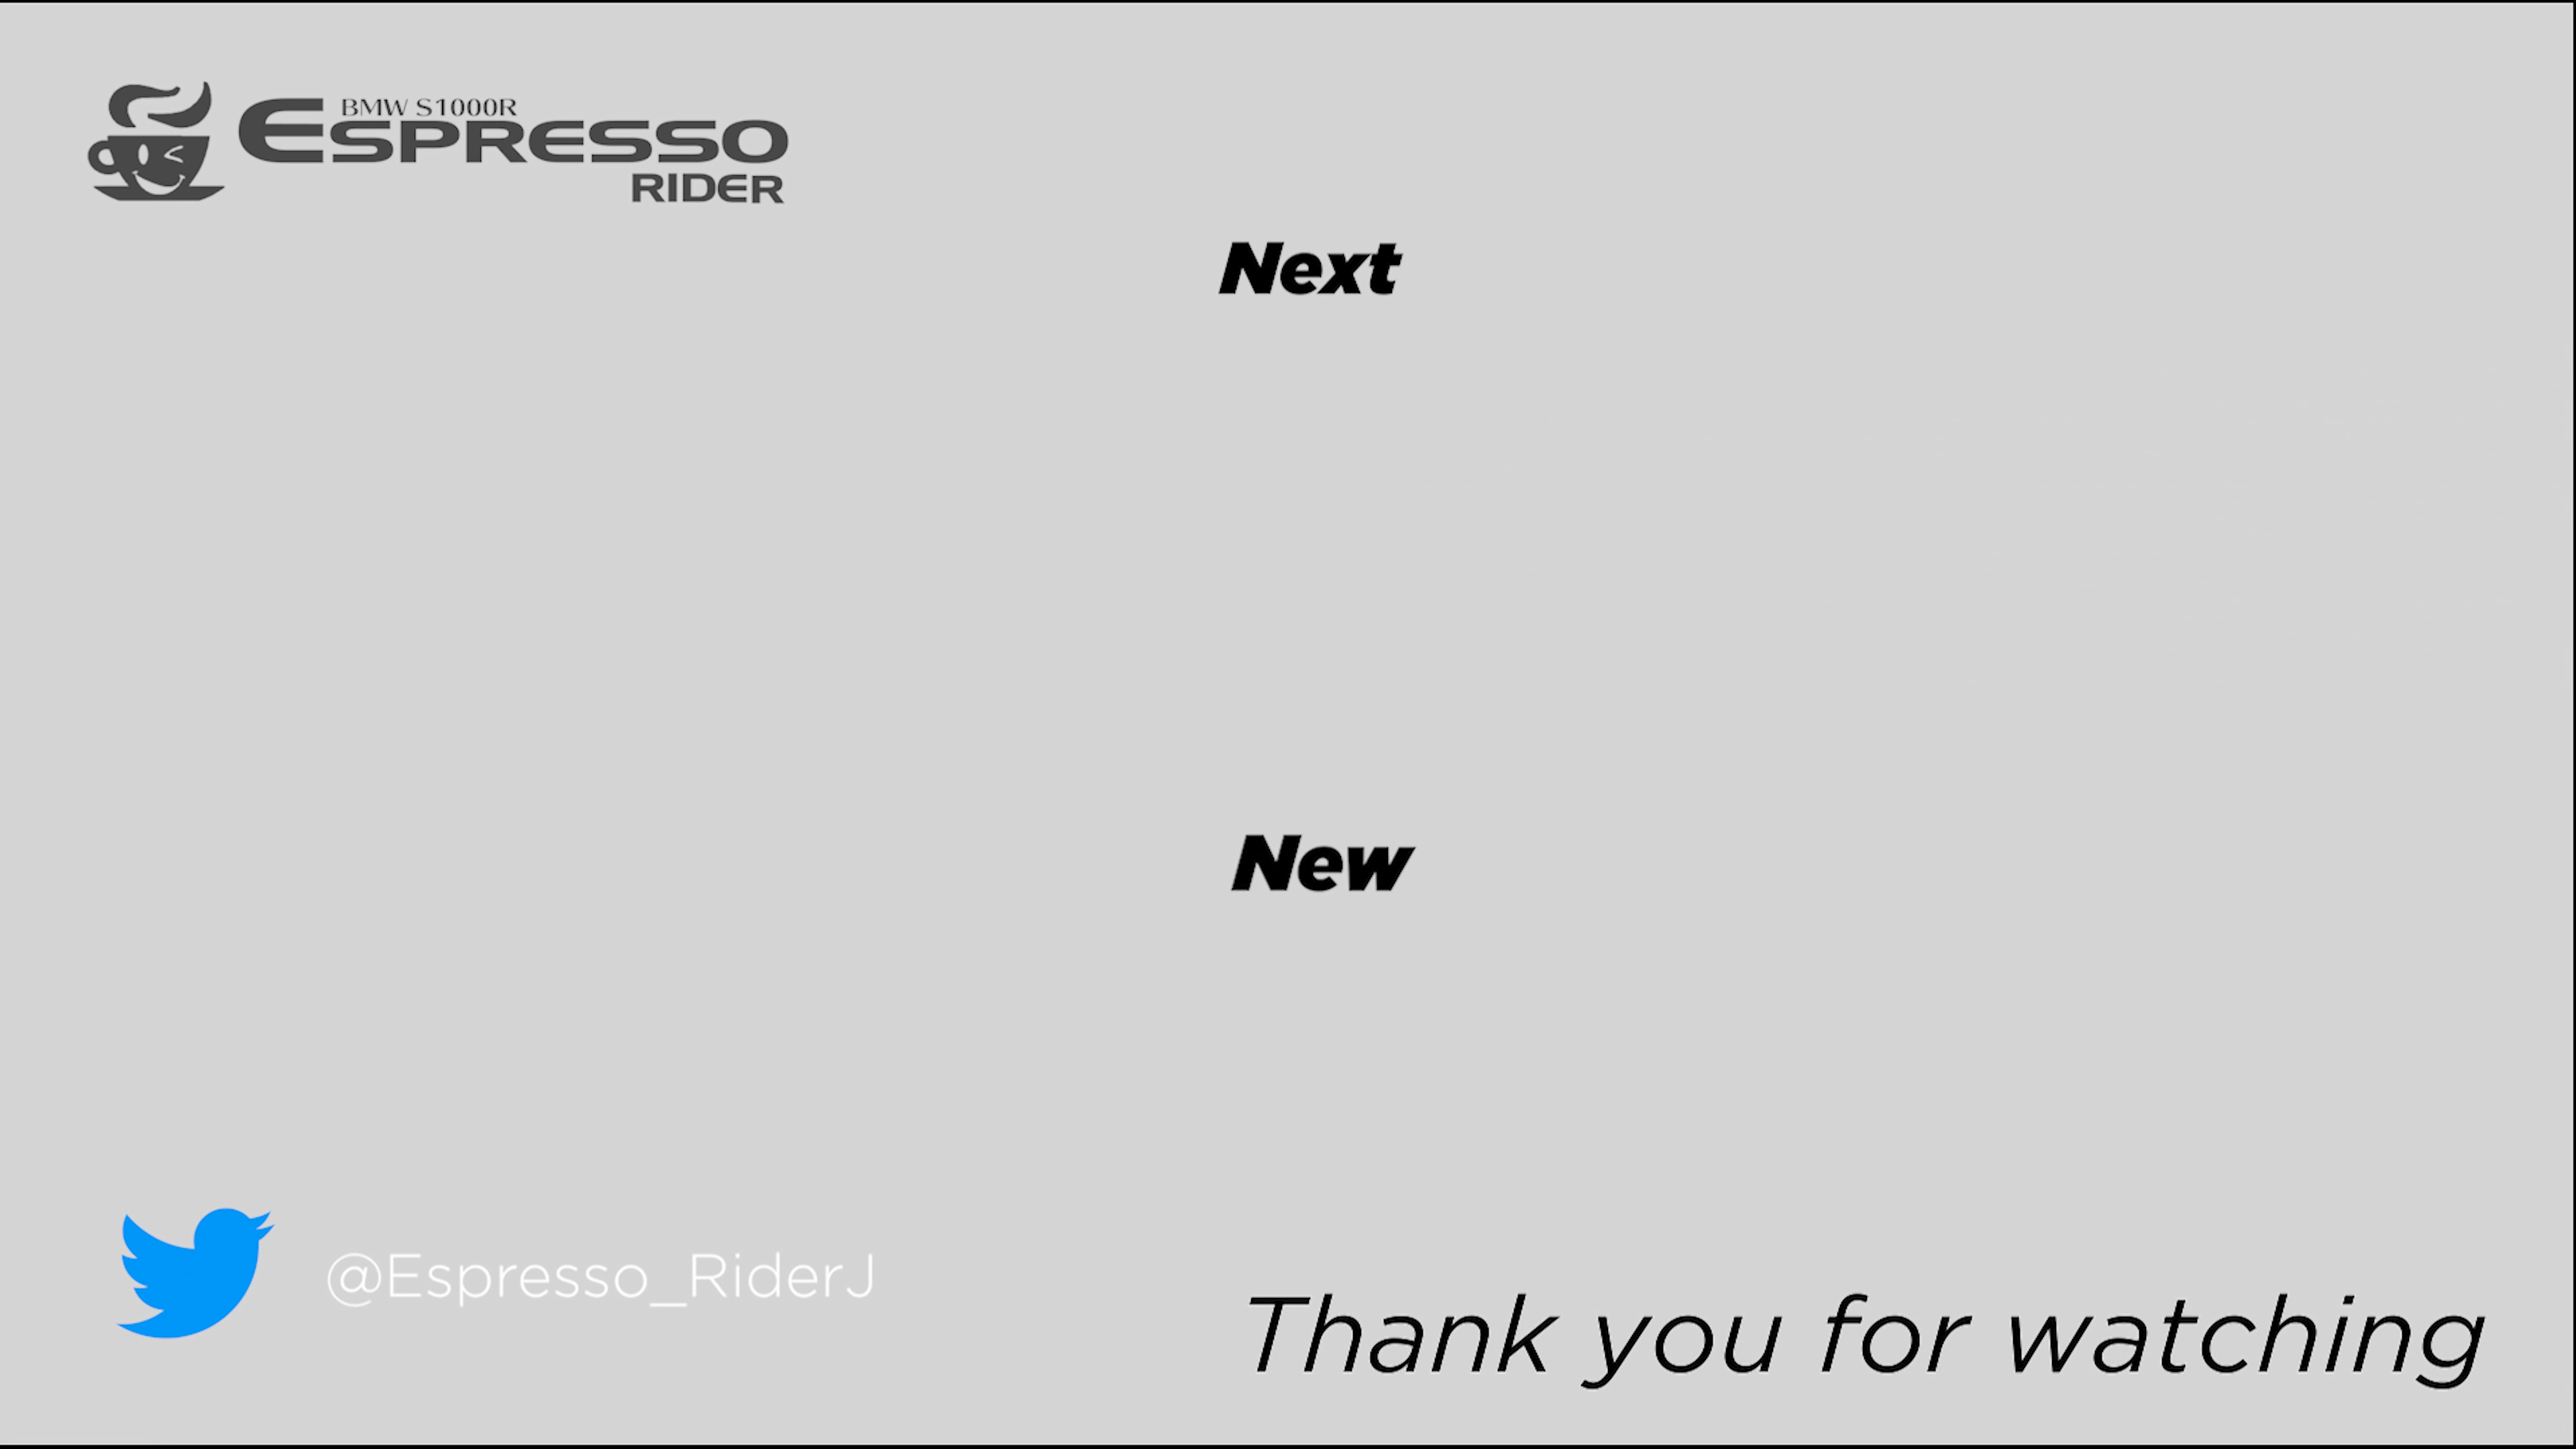 BMW S1000R
ESPRESSO
RIDER
Next
New
@Espresso_RiderJ
Thank you for watching